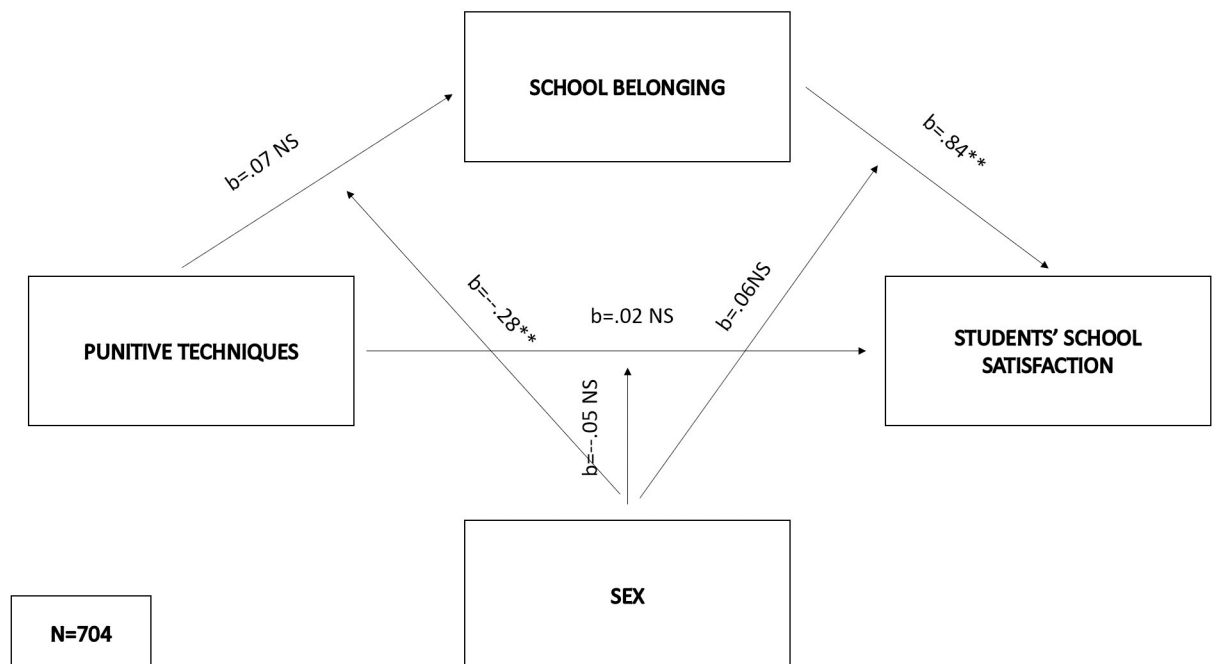 SCHOOL BELONGING
b=.07 NS
b=.84**
PUNITIVE TECHNIQUES
b=--.28**
b=.02 NS
b=.06NS
STUDENTS’ SCHOOL
SATISFACTION
b=--.05 NS
SEX
N=704